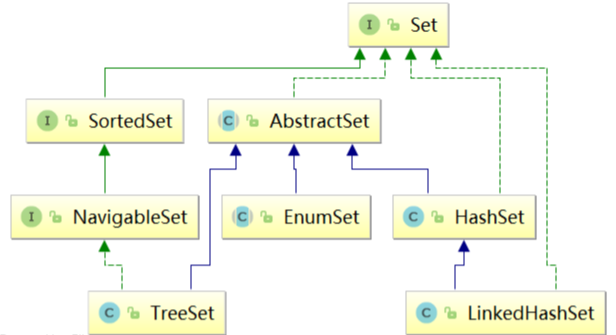 I Set
I SortedSet
C AbstractSet
I NavigableSet
C EnumSet
C HashSet
C TreeSet
C LinkedHashSet